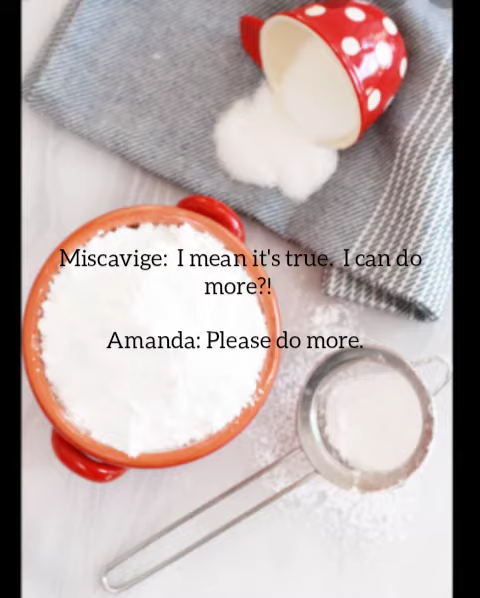 Miscavige:  I mean it's true.  I can do
more?!
Amanda: Please do more.